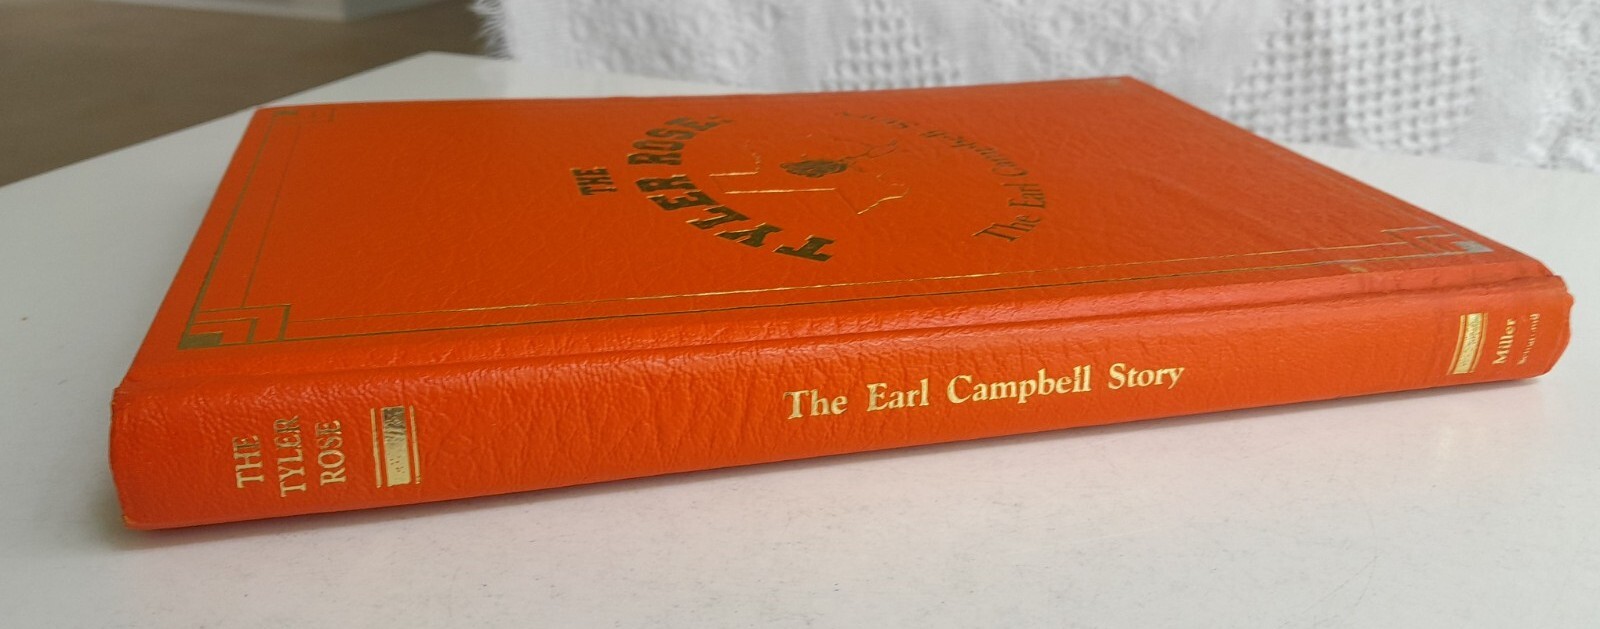 THE
TYLER ROSE:
The Earl Campbell Story
THE
TYLER
ROSE
The Earl Campbell Story
Miller